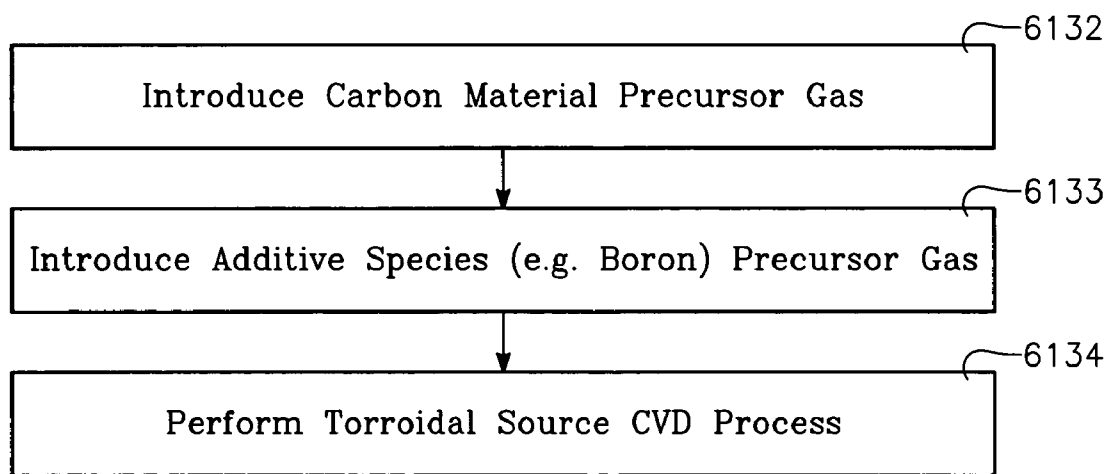 6132
Introduce Carbon Material Precursor Gas
6133
Introduce Additive Species (e.g. Boron) Precursor Gas
6134
Perform Torroidal Source CVD Process